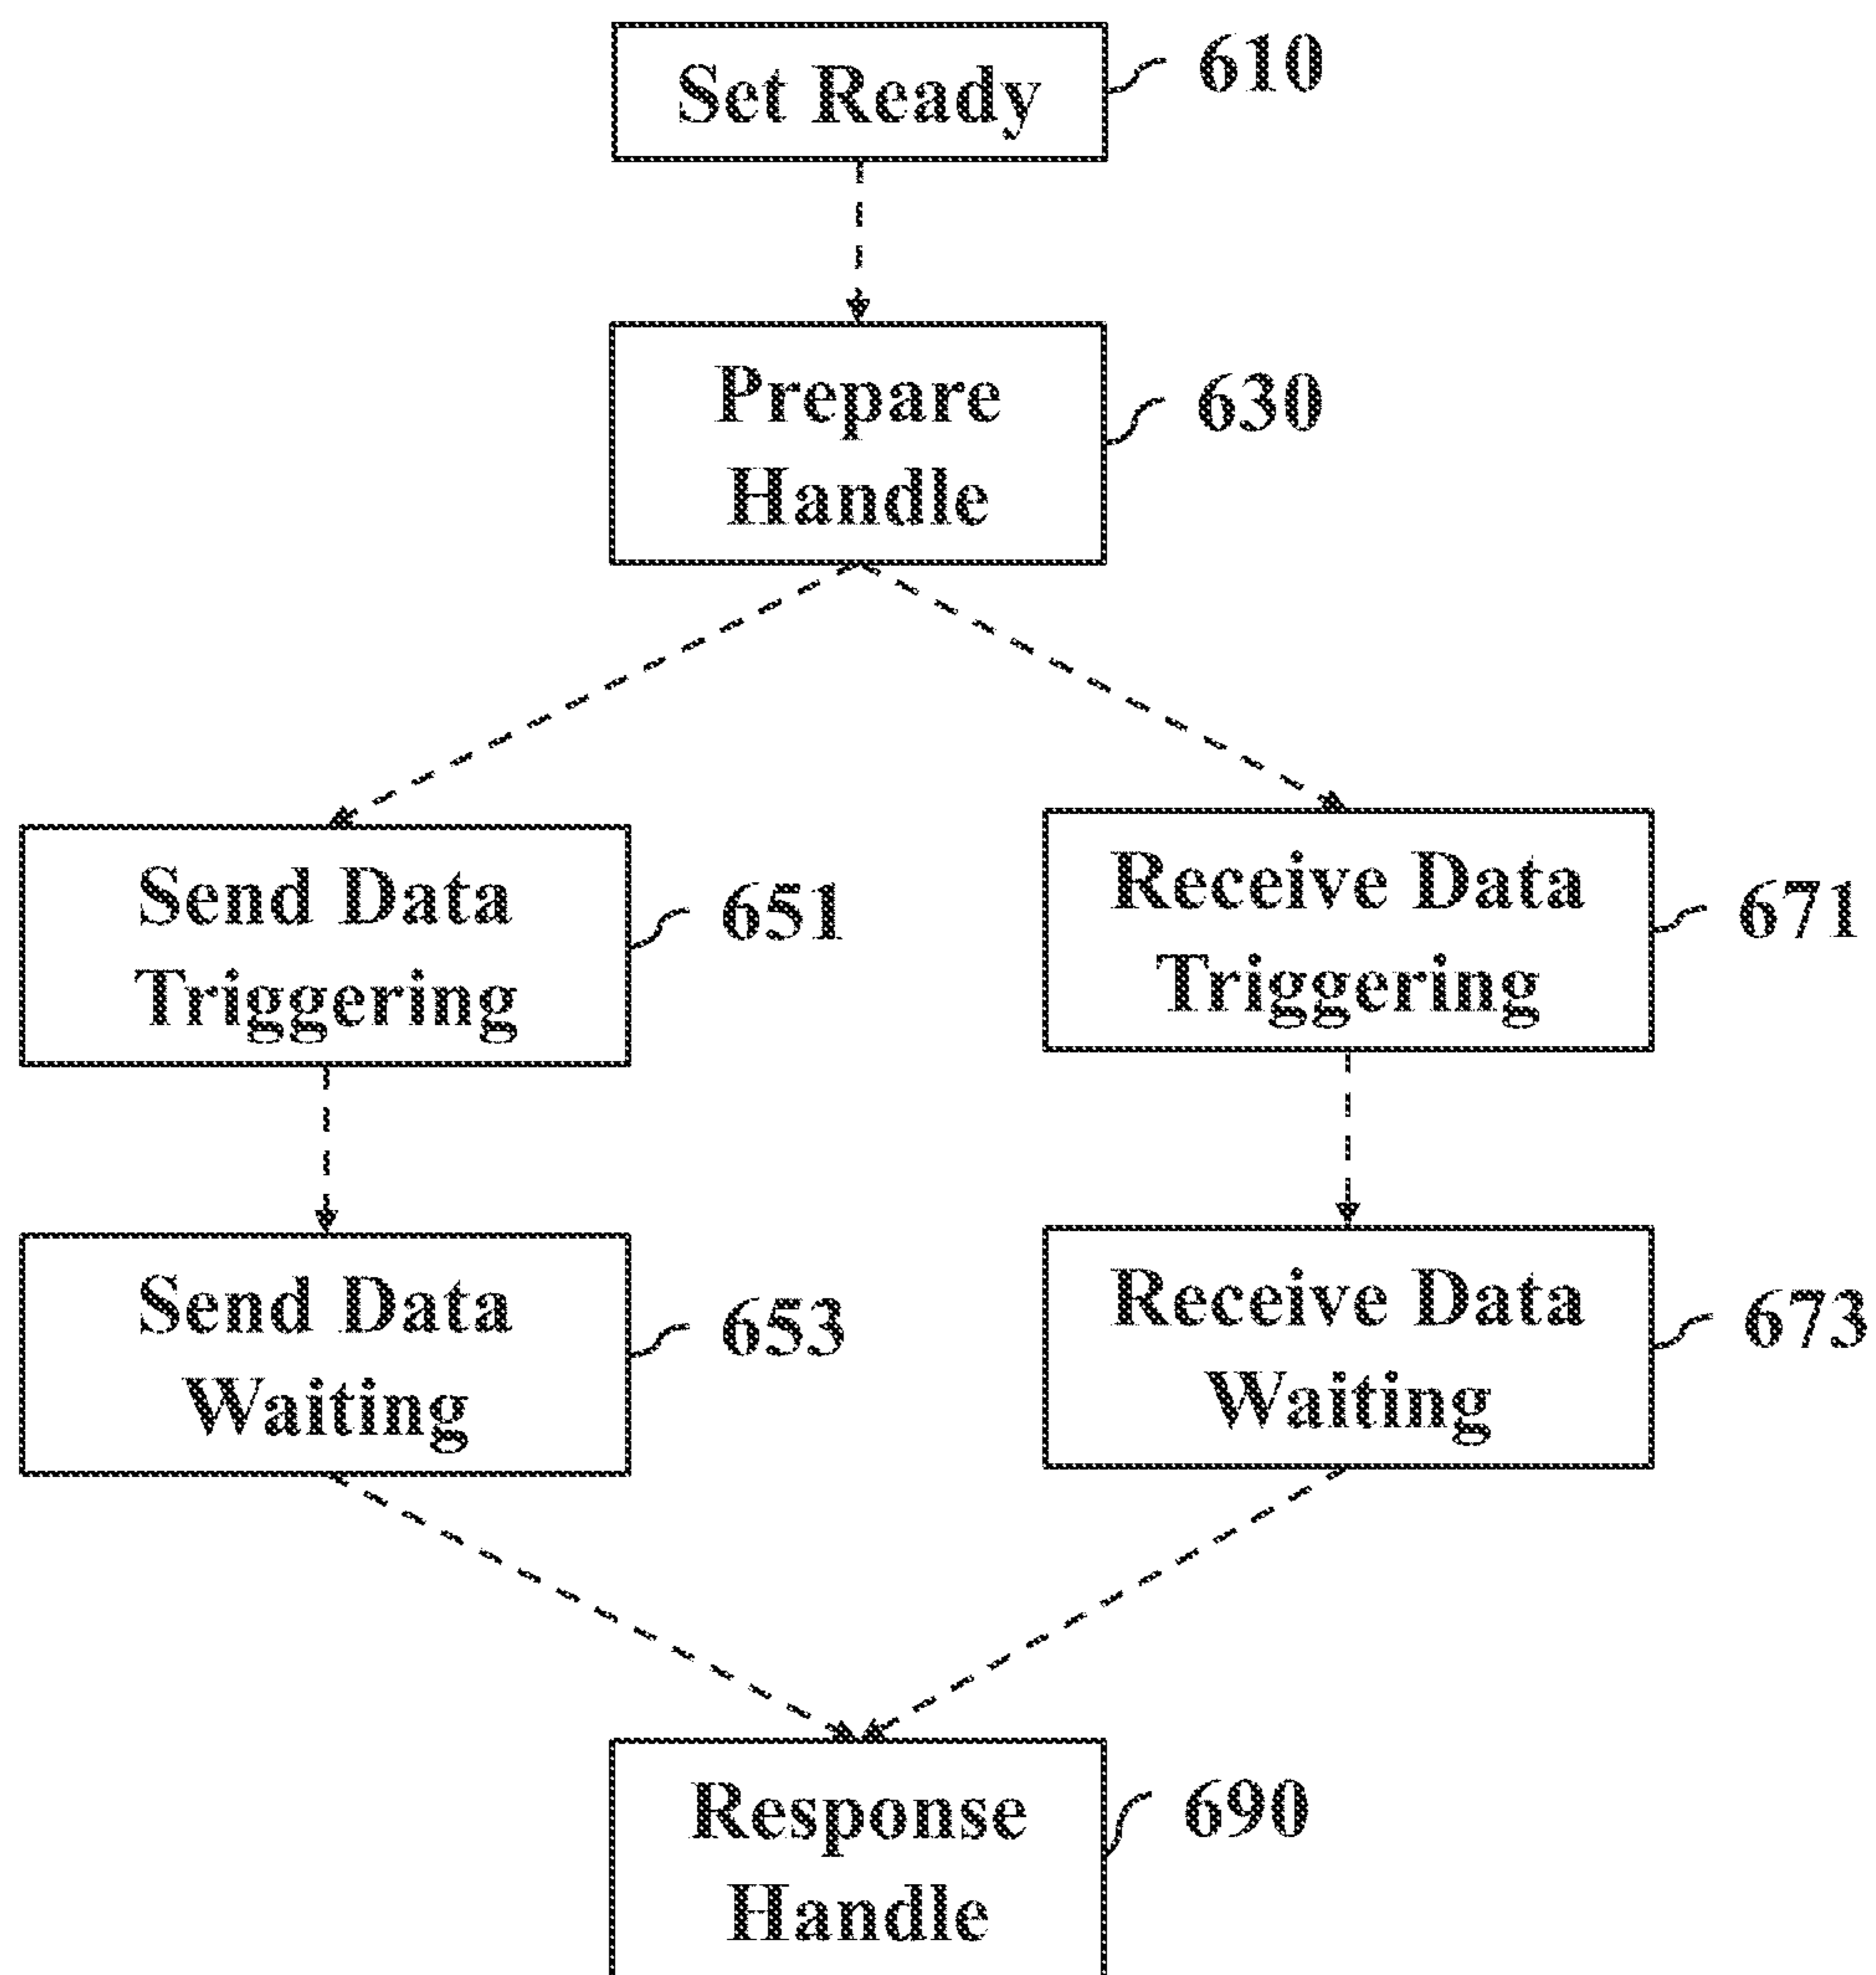 Set Ready
610
Prepare
Handle
630
Send Data
Triggering
651
Receive Data
Triggering
671
Send Data
Waiting
653
Receive Data
Waiting
673
Response
Handle
690